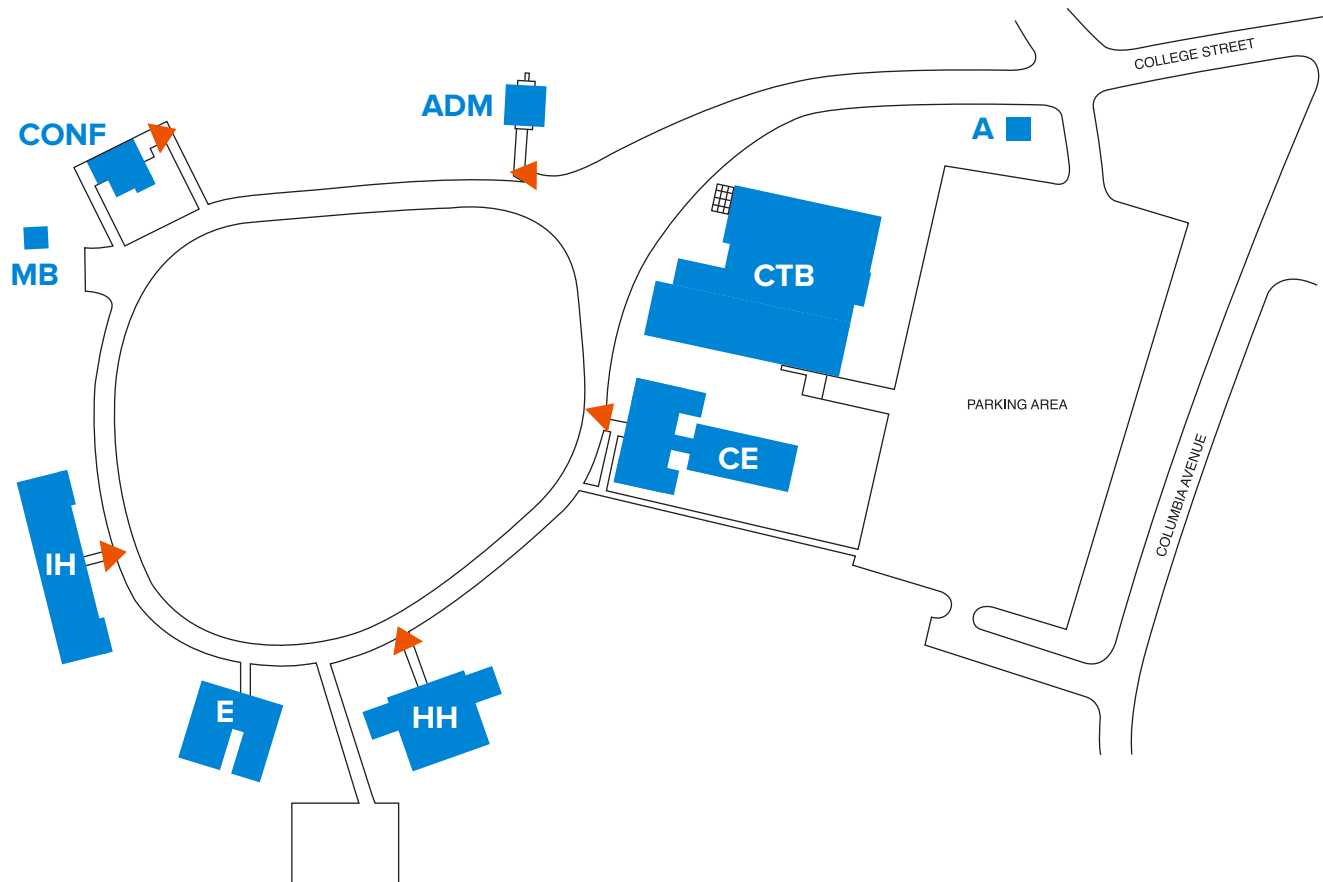 COLLEGE STREET
ADM
A
CONF
MB
CTB
PARKING AREA
CE
COLUMBIA AVENUE
IH
E
HH